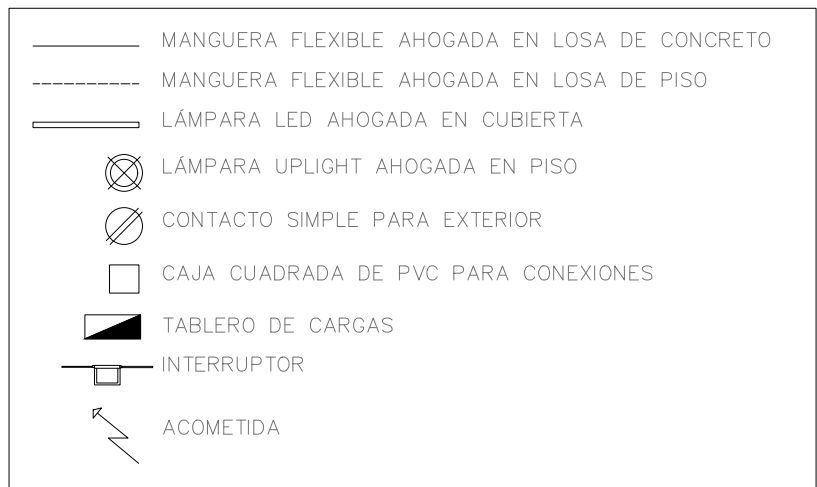 MANGUERA FLEXIBLE AHOGADA EN LOSA DE CONCRETO
MANGUERA FLEXIBLE AHOGADA EN LOSA DE PISO
LÁMPARA LED AHOGADA EN CUBIERTA
LÁMPARA UPLIGHT AHOGADA EN PISO
CONTACTO SIMPLE PARA EXTERIOR
CAJA CUADRADA DE PVC PARA CONEXIONES
TABLERO DE CARGAS
INTERRUPTOR
ACOMETIDA